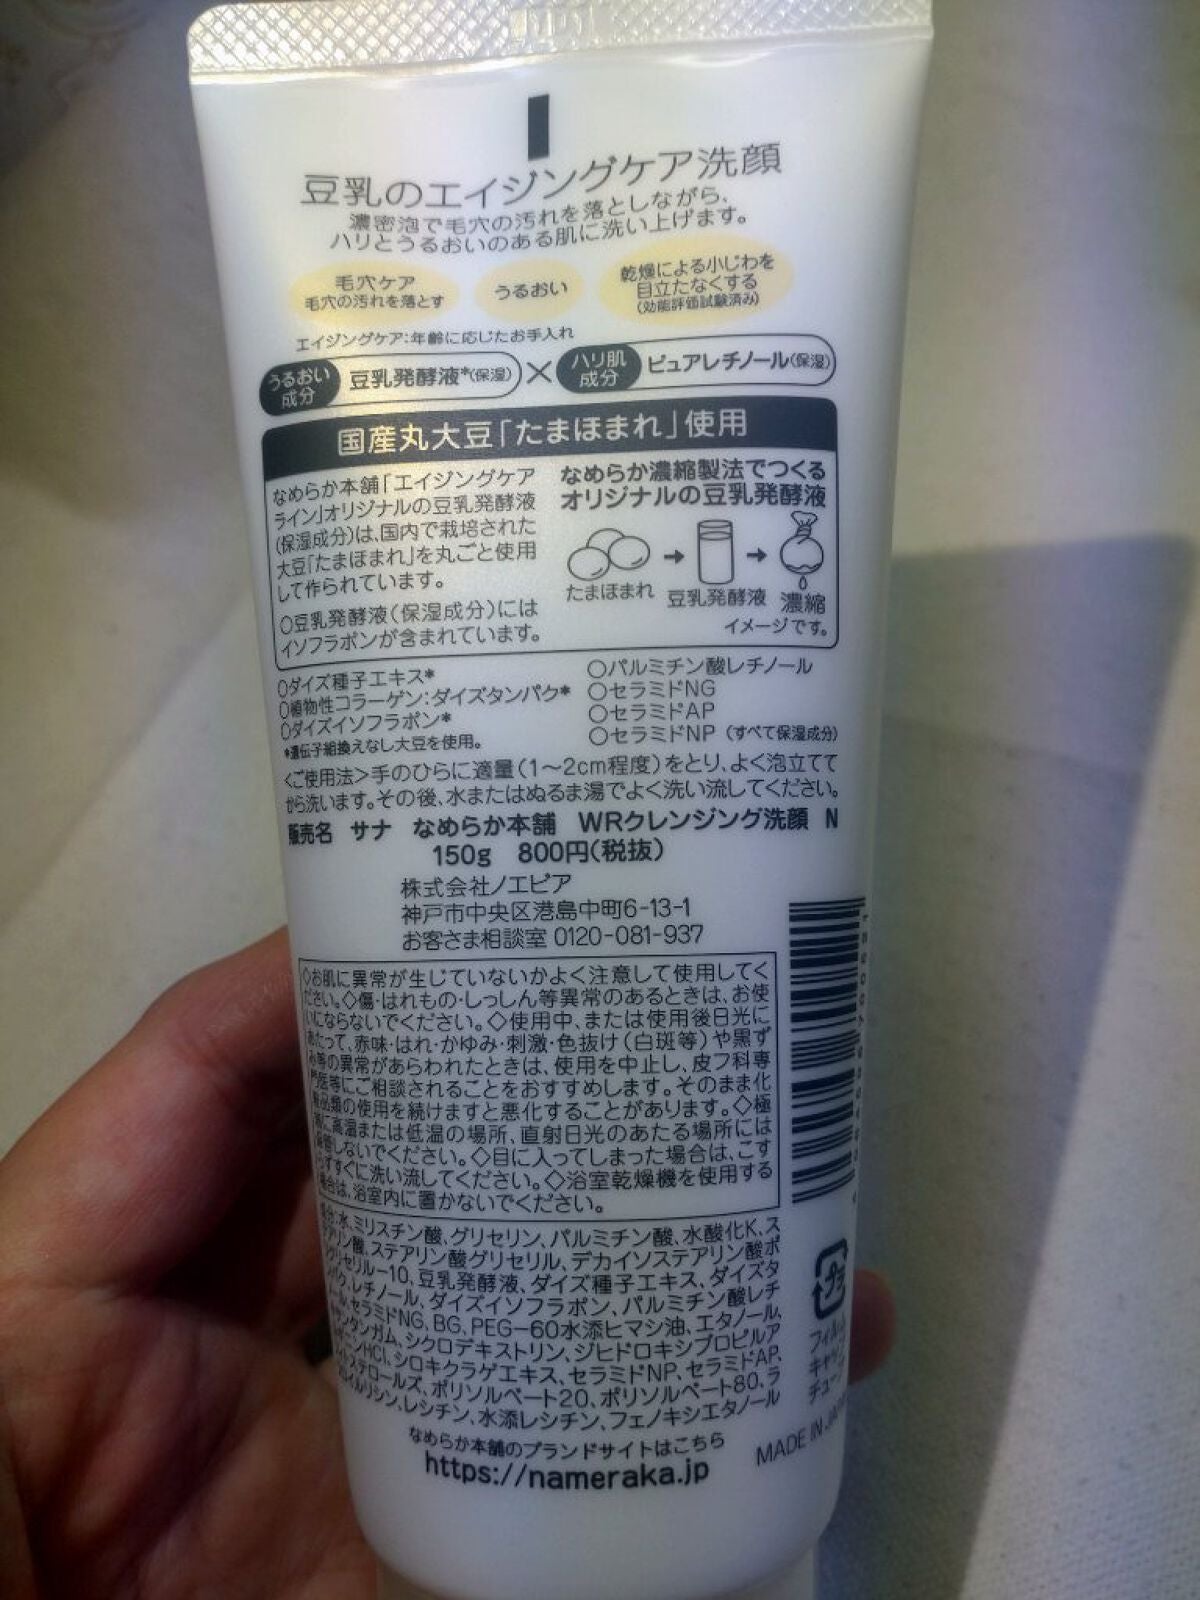 豆乳のエイジングケア洗顔
濃密泡で毛穴の汚れを落としながら、
ハリとうるおいのある肌に洗い上げます。
毛穴ケア
毛穴の汚れを落とす
うるおい
乾燥による小じわを
目立たなくする
(効能評価試験済み)
エイジングケア:年齢に応じたお手入れ
うるおい
成分
豆乳発酵液*(保湿)
×
ハリ肌
成分
ピュアレチノール(保湿)
国産丸大豆「たまほまれ」使用
なめらか本舗「エイジングケア
ライン」オリジナルの豆乳発酵液
(保湿成分)は、国内で栽培された
大豆「たまほまれ」を丸ごと使用
して作られています。
○豆乳発酵液(保湿成分)には
イソフラボンが含まれています。
なめらか濃縮製法でつくる
オリジナルの豆乳発酵液
たまほまれ → 豆乳発酵液 → 濃縮
イメージです。
○ダイズ種子エキス*
○植物性コラーゲン:ダイズタンパク*
○ダイズイソフラボン*
*遺伝子組換えなし大豆を使用。
○パルミチン酸レチノール
○セラミドNG
○セラミドAP
○セラミドNP (すべて保湿成分)
<ご使用法>手のひらに適量(1〜2cm程度)をとり、よく泡立てて
から洗います。その後、水またはぬるま湯でよく洗い流してください。
販売名 サナ なめらか本舗 WRクレンジング洗顔 N
150g 800円(税抜)
株式会社ノエビア
神戸市中央区港島中町6-13-1
お客さま相談室 0120-081-937
◇お肌に異常が生じていないかよく注意して使用してく
ださい。◇傷・はれもの・しっしん等異常のあるときは、お使
いにならないでください。◇使用中、または使用後日光に
あたって、赤味・はれ・かゆみ・刺激・色抜け(白斑等)や黒ず
み等の異常があらわれたときは、使用を中止し、皮フ科専
門医等にご相談されることをおすすめします。そのまま化
粧品類の使用を続けますと悪化することがあります。◇極
端に高温または低温の場所、直射日光のあたる場所には
保管しないでください。◇目に入ってしまった場合は、こす
らずすぐに洗い流してください。◇浴室乾燥機を使用する
場合は、浴室内に置かないでください。
成分:水、ミリスチン酸、グリセリン、パルミチン酸、水酸化K、ス
テアリン酸、ステアリン酸グリセリル、デカイソステアリン酸ポ
リグリセリル-10、豆乳発酵液、ダイズ種子エキス、ダイズタ
ンパク、レチノール、ダイズイソフラボン、パルミチン酸レチ
ノール、セラミドNG、BG、PEG-60水添ヒマシ油、エタノール、
キサンタンガム、シクロデキストリン、ジヒドロキシプロピルア
ルギニンHCl、シロキクラゲエキス、セラミドNP、セラミドAP、
フィトステロールズ、ポリソルベート20、ポリソルベート80、ラ
ウロイルリシン、レシチン、水添レシチン、フェノキシエタノール
なめらか本舗のブランドサイトはこちら
https://nameraka.jp
プラ
MADE IN